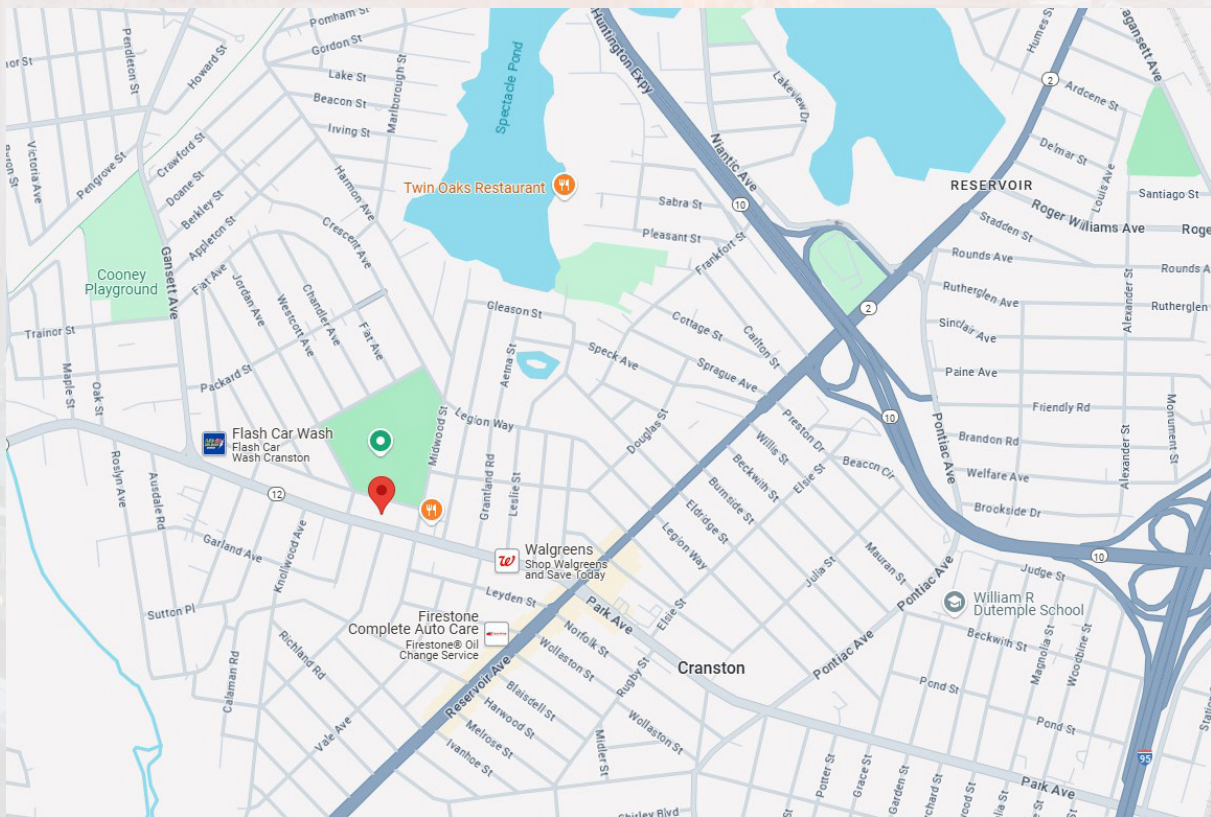 Pomham St
Gordon St
Pendleton St
Howard St
Lake St
Beacon St
Irving St
Marlborough St
Spectacle Pond
Huntington Expy
Lakeview Dr
Humes St
2
Ardcene St
Delmar St
Louis Ave
Santiago St
Victoria Ave
Pengrove St
Crawford St
Doane St
Berkley St
Appleton St
Harmon Ave
Crescent Ave
Twin Oaks Restaurant
Niantic Ave
10
RESERVOIR
Roger Williams Ave
Stadden St
Sabra St
Pleasant St
Frankfort St
Rounds Ave
Rounds A
Cooney
Playground
Gansett Ave
Fiat Ave
Jordan Ave
Westcott Ave
Chandler Ave
Fiat Ave
Gleason St
Cottage St
Carlton St
2
Rutherglen Ave
Rutherglen
Alexander St
Sinclair Ave
Trainor St
Maple St
Oak St
Packard St
Aetna St
Speck Ave
Sprague Ave
Paine Ave
Friendly Rd
Monument St
Flash Car Wash
Flash Car
Wash Cranston
Midwood St
Legion Way
Douglas St
Preston Dr
10
Pontiac Ave
Brandon Rd
Alexander St
Welfare Ave
Roslyn Ave
Ausdale Rd
12
Grantland Rd
Leslie St
Willis St
Elsie St
Beacon Cir
Beckwith St
Burnside St
Eldridge St
Legion Way
Brookside Dr
10
Garland Ave
Knollwood Ave
Walgreens
Shop Walgreens
and Save Today
Julia St
Mauran St
Pontiac Ave
Judge St
William R
Dutemple School
Sutton Pl
Leyden St
Park Ave
Elsie St
Firestone
Complete Auto Care
Firestone® Oil
Change Service
Norfolk St
Wollaston St
Rugby St
Cranston
Pontiac Ave
Beckwith St
Magnolia St
Woodbine St
Calaman Rd
Richland Rd
Reservoir Ave
Blaisdell St
Harwood St
Melrose St
Ivanhoe St
Wollaston St
Midler St
Pond St
Pond St
Vale Ave
95
Park Ave
Potter St
Grace St
Garden St
Shirley Blvd